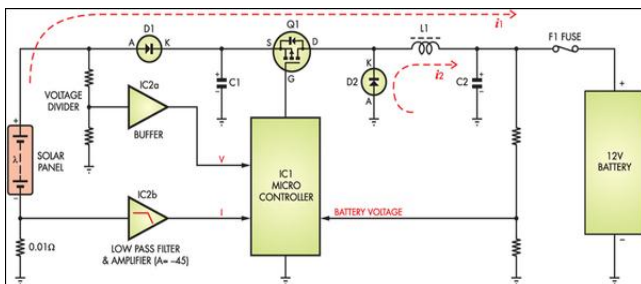 Q1
i1
D1
A
K
S
D
G
L1
F1 FUSE
VOLTAGE
DIVIDER
IC2a
BUFFER
C1
K
D2
A
i2
C2
+
+
+
+
SOLAR
PANEL
λ
V
IC1
MICRO
CONTROLLER
12V
BATTERY
IC2b
I
BATTERY VOLTAGE
0.01Ω
LOW PASS FILTER
& AMPLIFIER (A= –45)
–
–